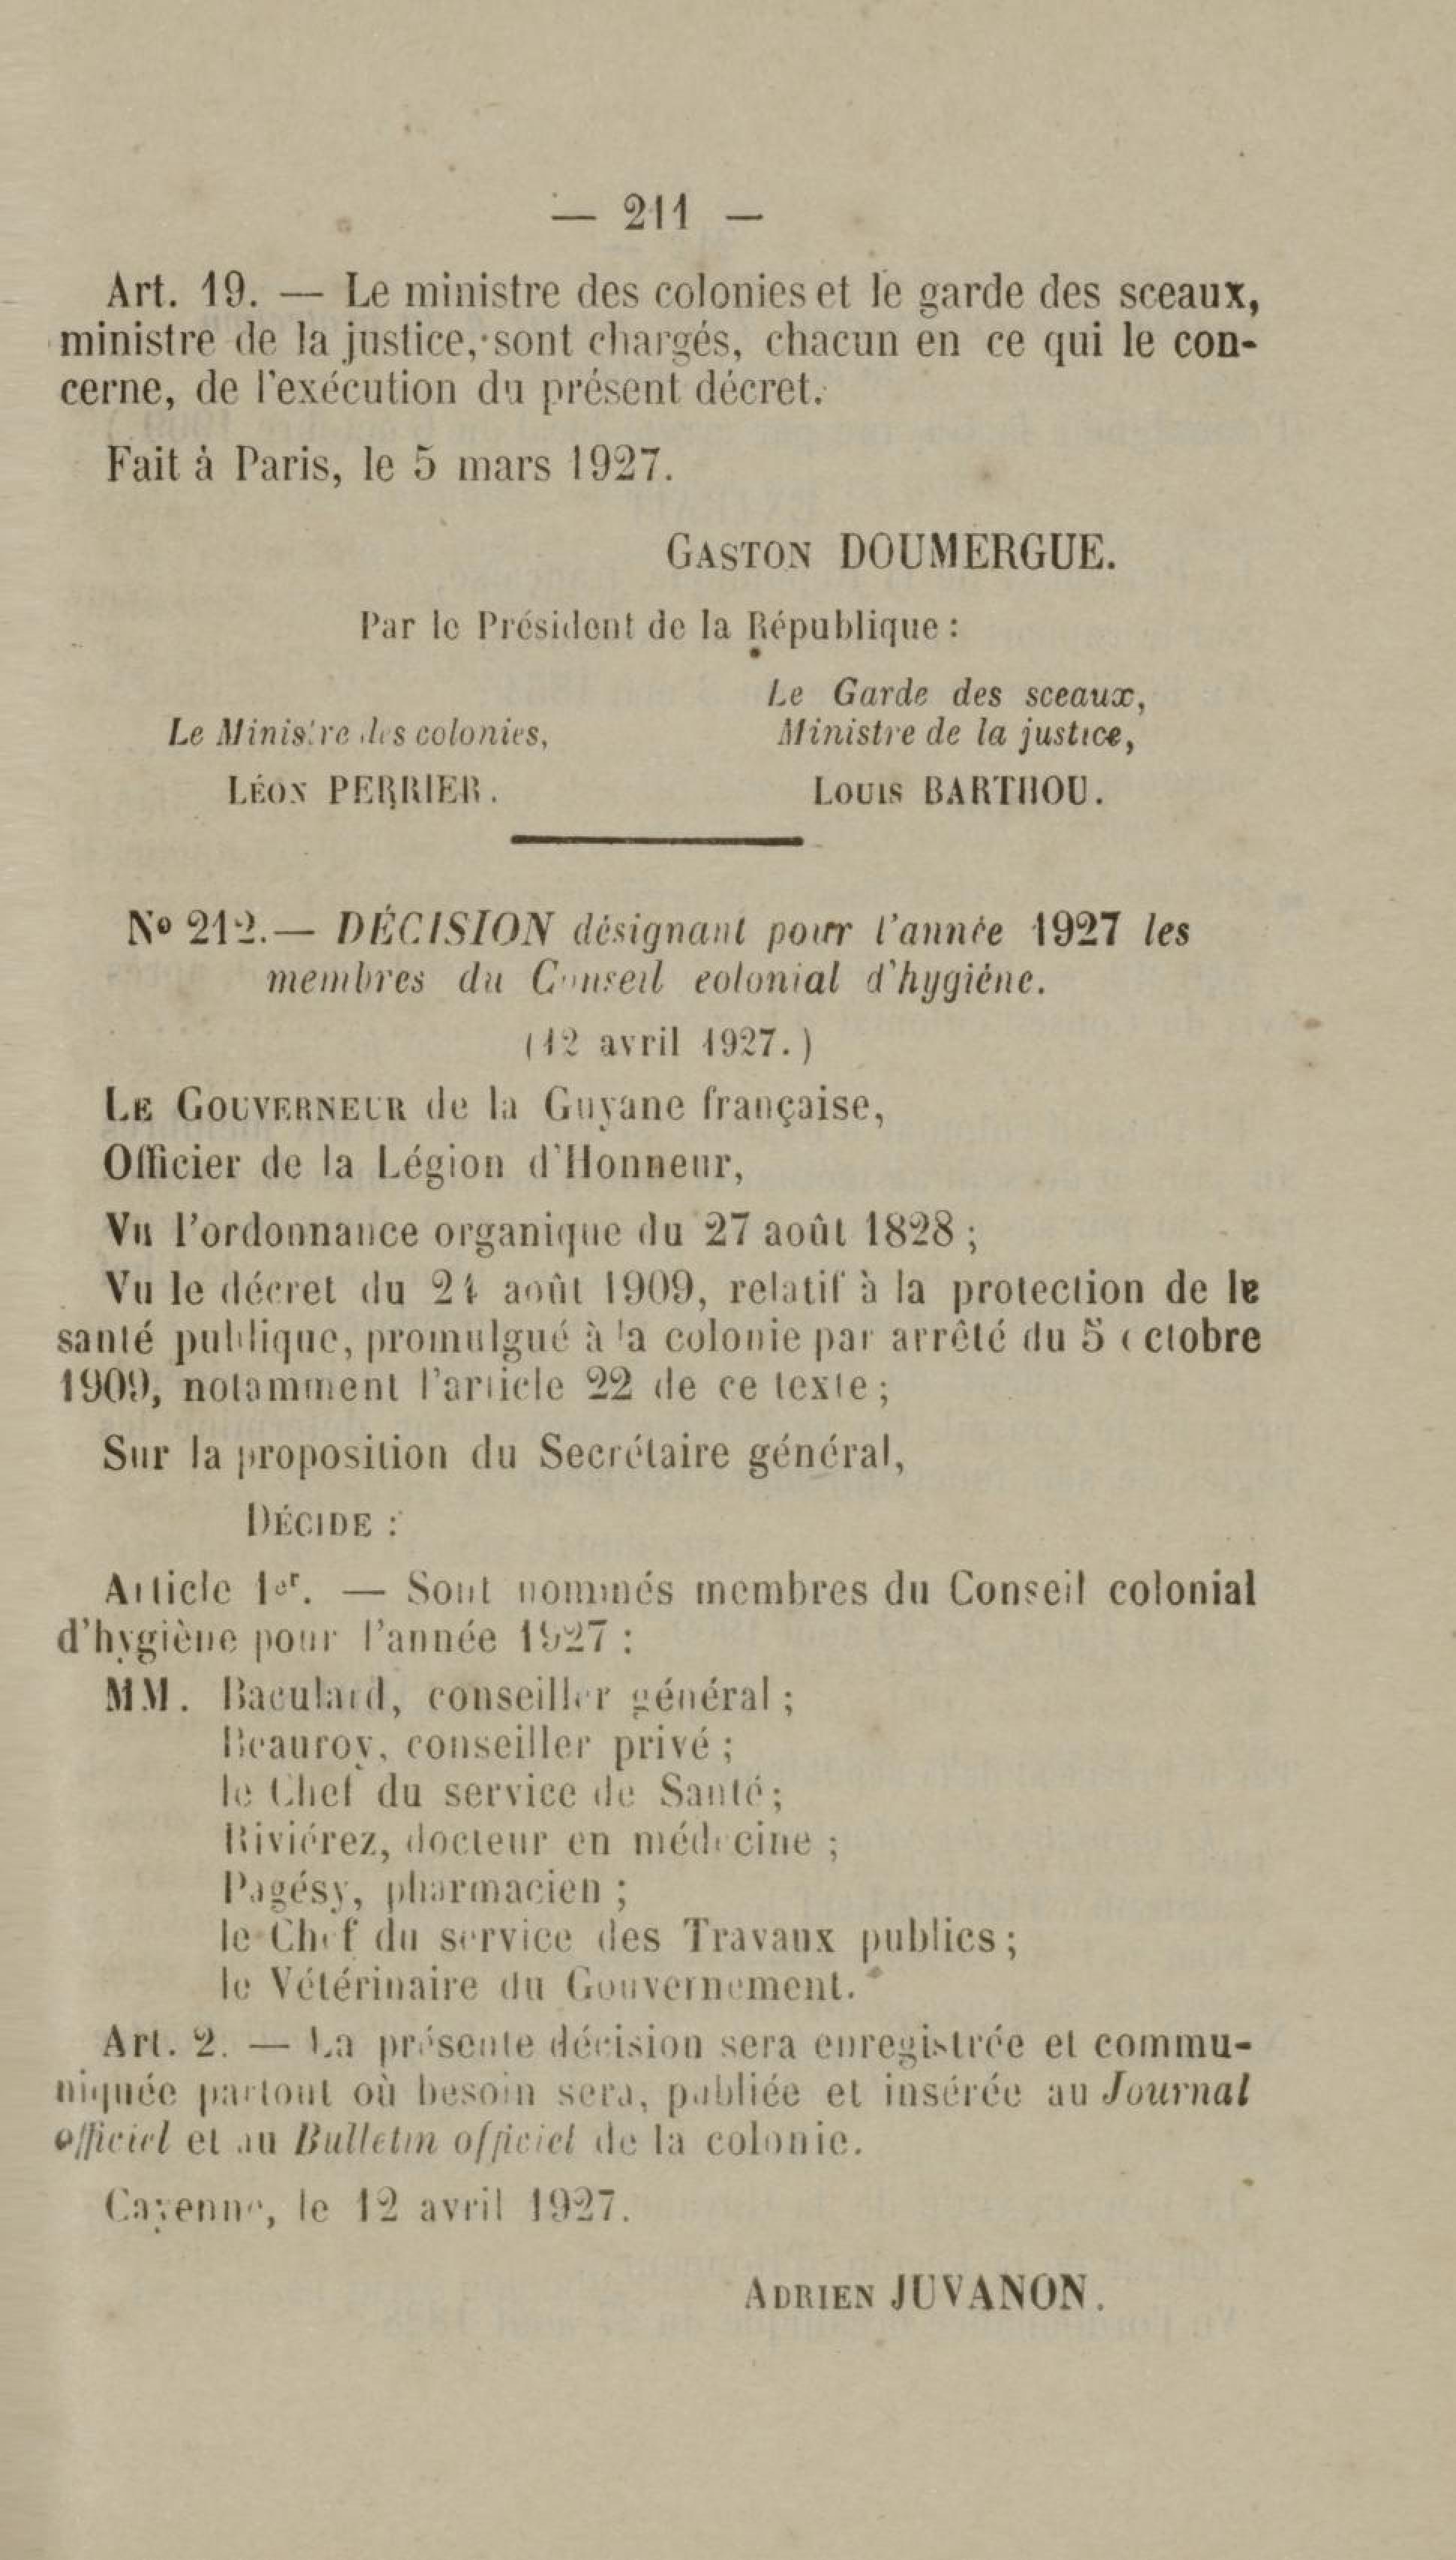 — 211 —
Art. 19. — Le ministre des colonies et le garde des sceaux,
ministre de la justice, sont chargés, chacun en ce qui le con-
cerne, de l'exécution du présent décret.
Fait à Paris, le 5 mars 1927.
GASTON DOUMERGUE.
Par le Président de la République :
Le Garde des sceaux,
Le Ministre des colonies, Ministre de la justice,
LÉON PERRIER. LOUIS BARTHOU.
No 212. — DÉCISION désignant pour l'année 1927 les
membres du Conseil eolonial d'hygiéne.
(12 avril 1927.)
LE GOUVERNEUR de la Guyane française,
Officier de la Légion d'Honneur,
Vu l'ordonnance organique du 27 août 1828 ;
Vu le décret du 24 août 1909, relatif à la protection de le
santé publique, promulgué à la colonie par arrêté du 5 octobre
1909, notamment l'article 22 de ce texte ;
Sur la proposition du Secrétaire général,
DÉCIDE :
Article 1er. — Sont nommés membres du Conseil colonial
d'hygiène pour l'année 1927 :
MM. Baculard, conseiller général ;
Beauroy, conseiller privé ;
le Chef du service de Santé ;
Riviérez, docteur en médecine ;
Pagésy, pharmacien ;
le Chef du service des Travaux publics ;
le Vétérinaire du Gouvernement.
Art. 2. — La présente décision sera enregistrée et commu-
niquée partout où besoin sera, publiée et insérée au Journal
officiel et au Bulletin officiel de la colonie.
Cayenne, le 12 avril 1927.
ADRIEN JUVANON.